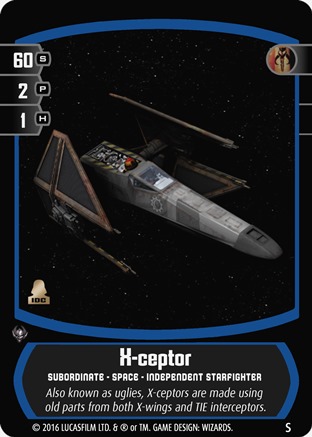 60 S
2 P
1 H
IDC
X-ceptor
SUBORDINATE - SPACE - INDEPENDENT STARFIGHTER
Also known as uglies, X-ceptors are made using
old parts from both X-wings and TIE interceptors.
© 2016 LUCASFILM LTD. & ® or TM. GAME DESIGN: WIZARDS. S